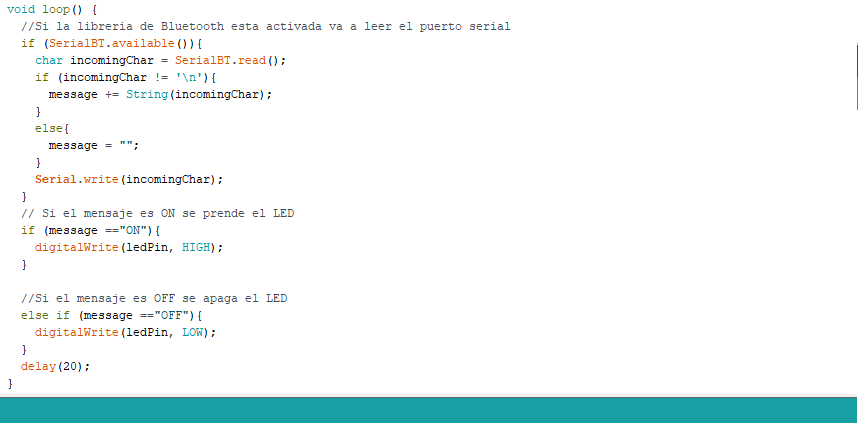 void loop() {
  //Si la libreria de Bluetooth esta activada va a leer el puerto serial
  if (SerialBT.available()){
    char incomingChar = SerialBT.read();
    if (incomingChar != '\n'){
      message += String(incomingChar);
    }
    else{
      message = "";
    }
    Serial.write(incomingChar);
  }
  // Si el mensaje es ON se prende el LED
  if (message =="ON"){
    digitalWrite(ledPin, HIGH);
  }

  //Si el mensaje es OFF se apaga el LED
  else if (message =="OFF"){
    digitalWrite(ledPin, LOW);
  }
  delay(20);
}